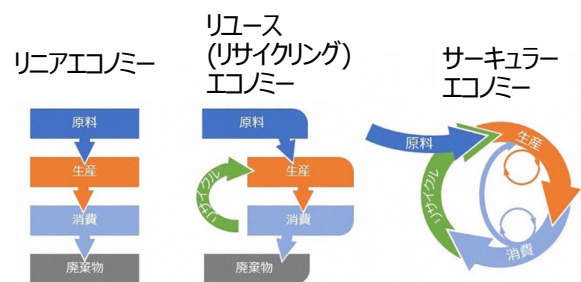 リニアエコノミー
原料
生産
消費
廃棄物
リユース
(リサイクリング)
エコノミー
原料
生産
消費
廃棄物
リサイクル
サーキュラー
エコノミー
原料
生産
消費
リサイクル